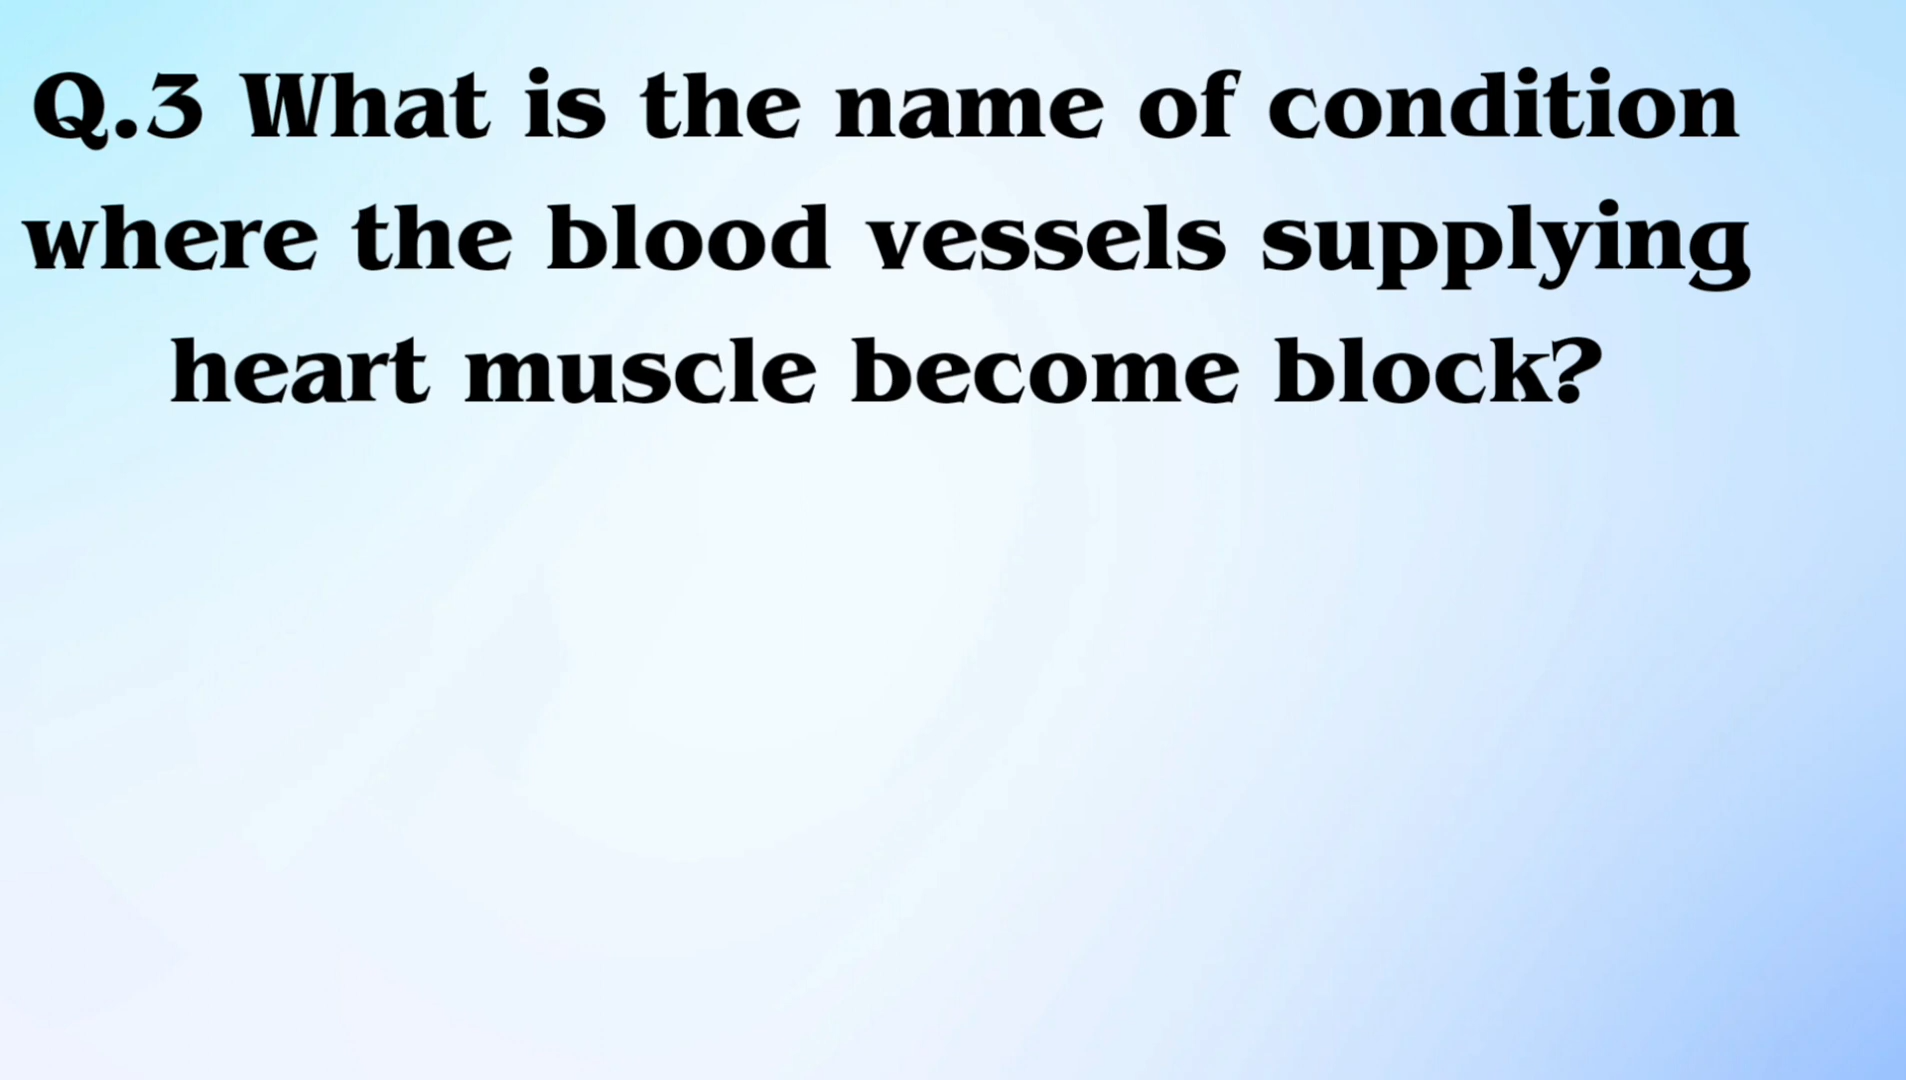 Q.3 What is the name of condition
where the blood vessels supplying
heart muscle become block?